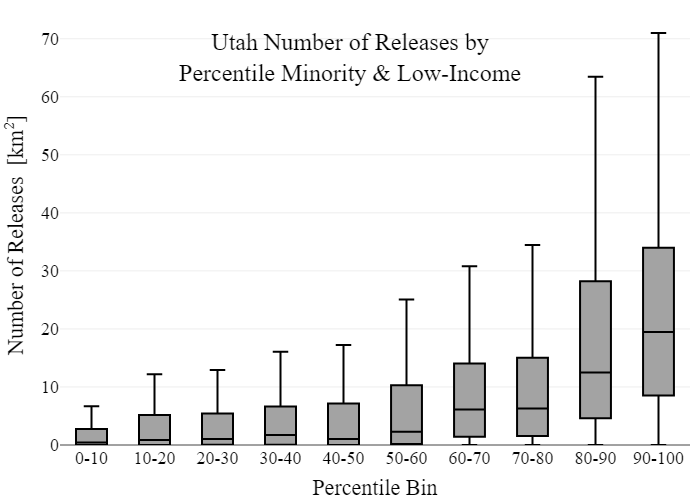 Utah Number of Releases by
Percentile Minority & Low-Income
Number of Releases [km²]
70
60
50
40
30
20
10
0
0-10 10-20 20-30 30-40 40-50 50-60 60-70 70-80 80-90 90-100
Percentile Bin